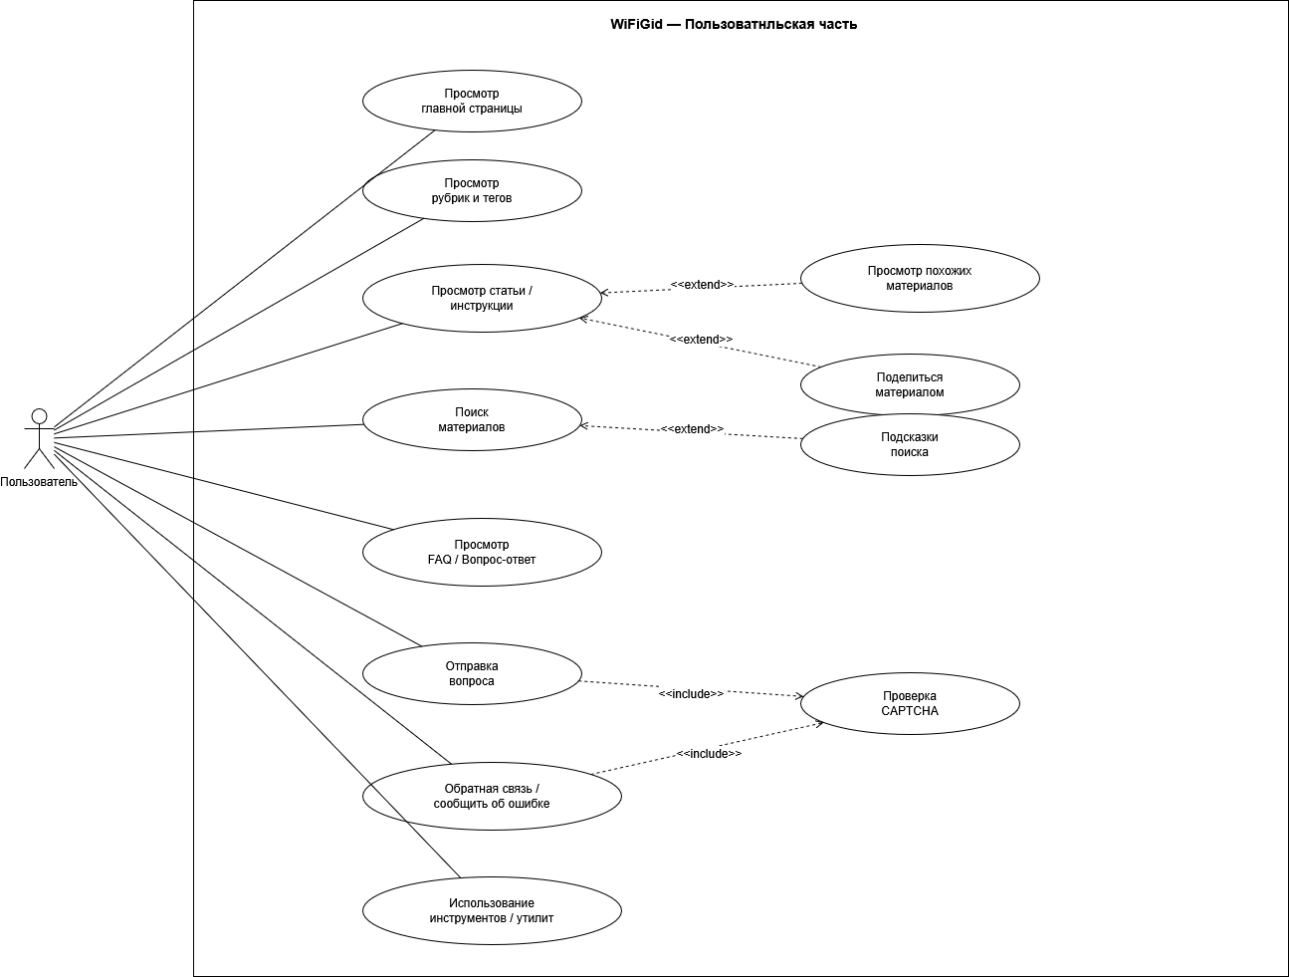 WiFiGid — Пользоватнльская часть
Просмотр
главной страницы
Просмотр
рубрик и тегов
Просмотр статьи /
инструкции
<<extend>>
Просмотр похожих
материалов
<<extend>>
Поделиться
материалом
Поиск
материалов
<<extend>>
Подсказки
поиска
Пользователь
Просмотр
FAQ / Вопрос-ответ
Отправка
вопроса
<<include>>
Проверка
CAPTCHA
<<include>>
Обратная связь /
сообщить об ошибке
Использование
инструментов / утилит